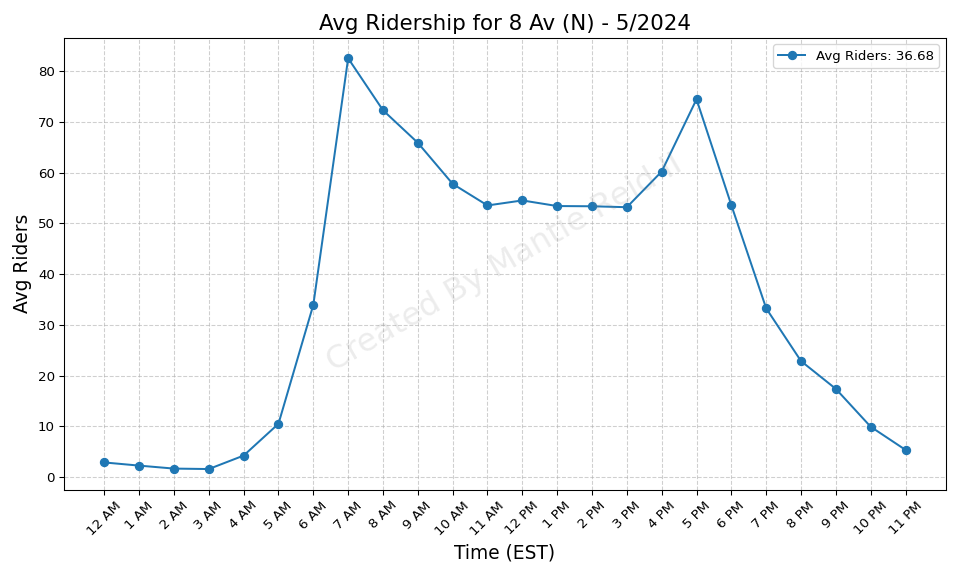 Avg Ridership for 8 Av (N) - 5/2024
Avg Riders: 36.68
80
70
60
50
40
30
20
10
0
Avg Riders
Created By Mantie Reid II
12 AM
1 AM
2 AM
3 AM
4 AM
5 AM
6 AM
7 AM
8 AM
9 AM
10 AM
11 AM
12 PM
1 PM
2 PM
3 PM
4 PM
5 PM
6 PM
7 PM
8 PM
9 PM
10 PM
11 PM
Time (EST)